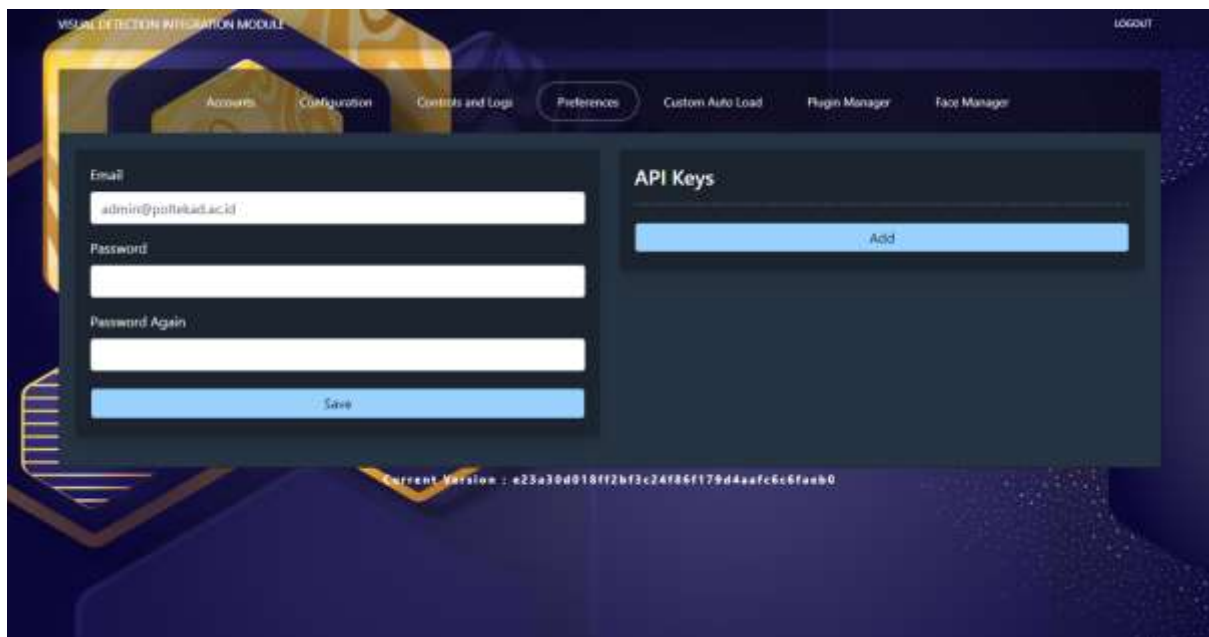 VISUAL DETECTION INTEGRATION MODULE
LOGOUT
Accounts Configuration Controls and Logs Preferences Custom Auto Load Plugin Manager Face Manager
Email
admin@poltekad.ac.id
Password
Password Again
Save
API Keys
Add
Current Version :